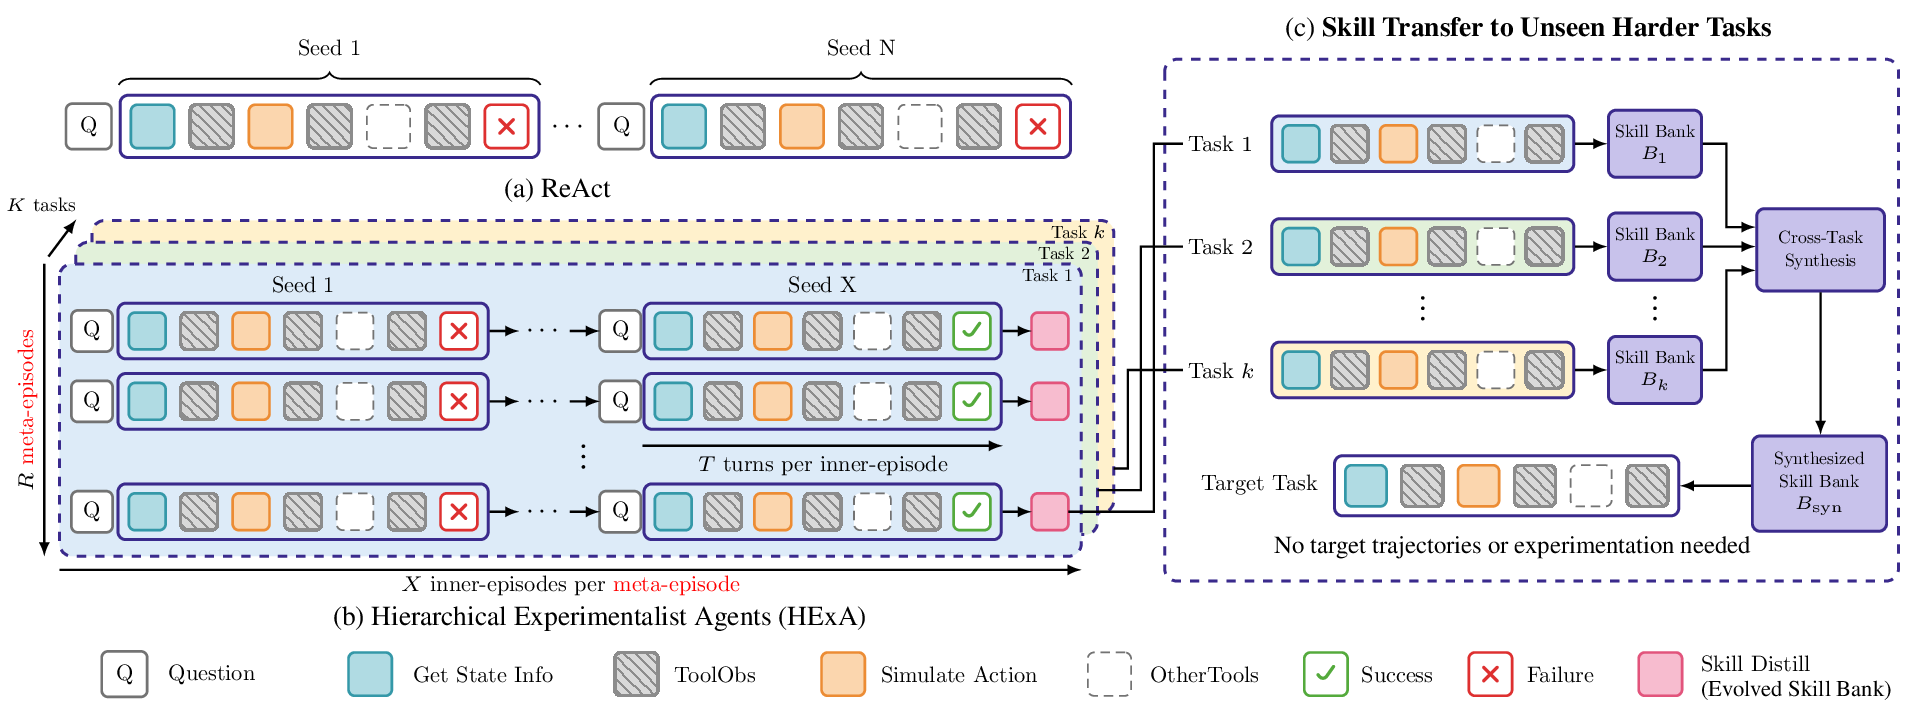 Seed 1
Seed N
Q
· · ·
Q
(a) ReAct
K tasks
Task k
Task 2
Task 1
Seed 1
Seed X
Q
· · ·
Q
Q
· · ·
Q
T turns per inner-episode
Q
· · ·
Q
R meta-episodes
X inner-episodes per meta-episode
(b) Hierarchical Experimentalist Agents (HExA)
(c) Skill Transfer to Unseen Harder Tasks
Task 1
Skill Bank
B1
Task 2
Skill Bank
B2
Cross-Task
Synthesis
Task k
Skill Bank
Bk
Target Task
Synthesized
Skill Bank
Bsyn
No target trajectories or experimentation needed
Q
Question
Get State Info
ToolObs
Simulate Action
OtherTools
Success
Failure
Skill Distill
(Evolved Skill Bank)